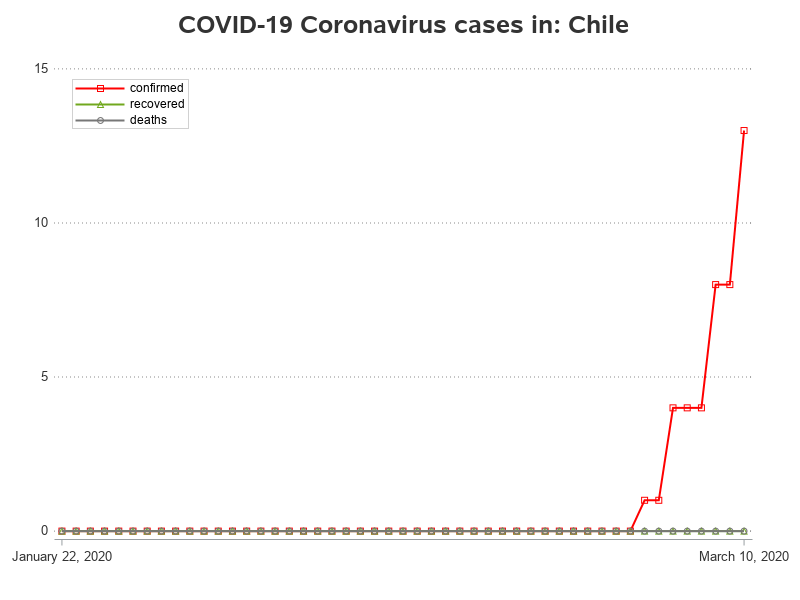 COVID-19 Coronavirus cases in: Chile
15
confirmed
recovered
deaths
10
5
0
January 22, 2020
March 10, 2020